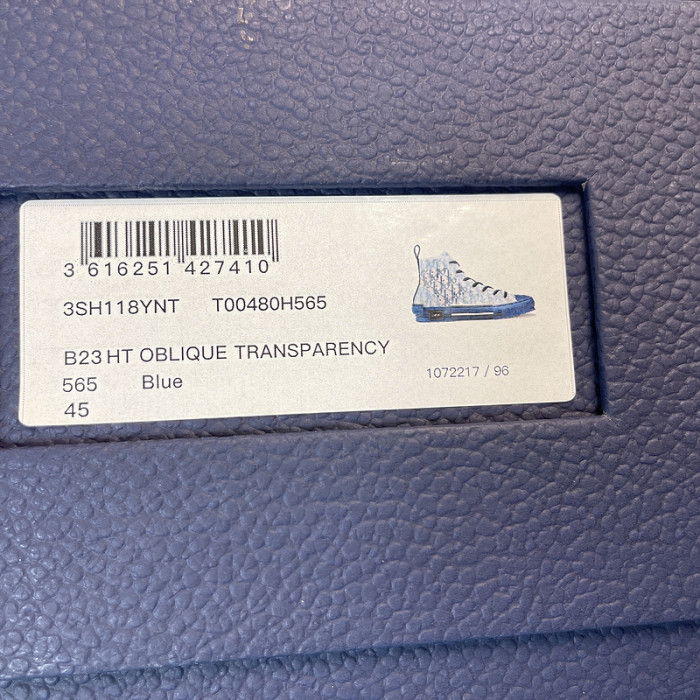 3 616251 427410
3SH118YNT T00480H565
B23 HT OBLIQUE TRANSPARENCY
565 Blue
45
1072217 / 96